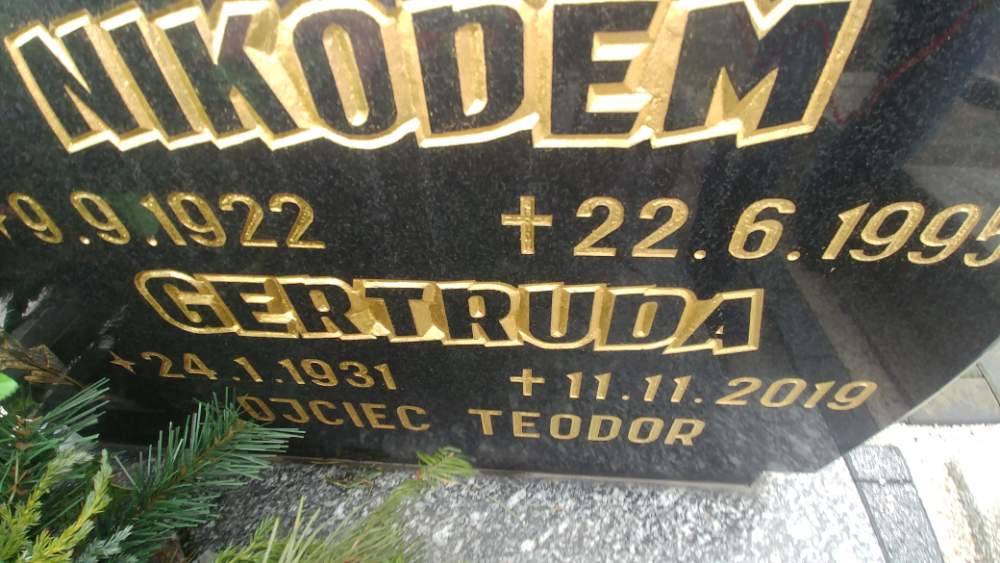 NIKODEM
*9.9.1922 +22.6.1995
GERTRUDA
*24.1.1931 +11.11.2019
OJCIEC TEODOR